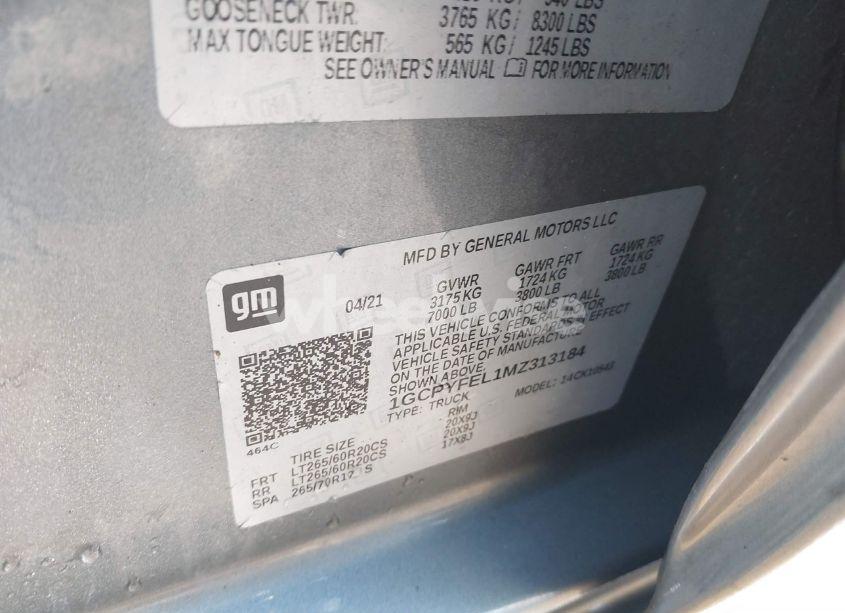 GOOSENECK TWR: 3765 KG/ 8300 LBS
MAX TONGUE WEIGHT: 565 KG/ 1245 LBS
SEE OWNER'S MANUAL FOR MORE INFORMATION
MFD BY GENERAL MOTORS LLC
gm
04/21
GVWR GAWR FRT GAWR RR
3175 KG 1724 KG 1724 KG
7000 LB 3800 LB 3800 LB
THIS VEHICLE CONFORMS TO ALL
APPLICABLE U.S. FEDERAL MOTOR
VEHICLE SAFETY STANDARDS IN EFFECT
ON THE DATE OF MANUFACTURE
SHOWN ABOVE.
1GCPYFEL1MZ313184
TYPE: TRUCK MODEL: 14CK10543
464C
TIRE SIZE RIM
FRT LT265/60R20CS 20X9J
RR LT265/60R20CS 20X9J
SPA 17X8J